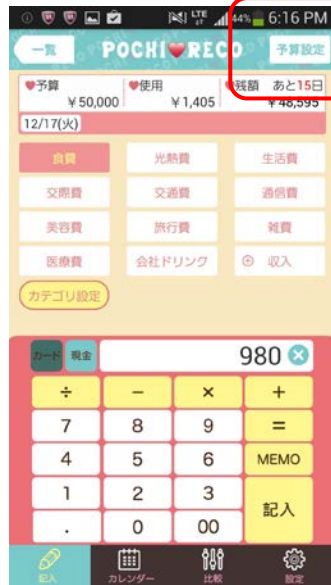 LTE 44% 6:16 PM
一覧 POCHI♥RECO 予算設定
♥予算 ♥使用 ♥残額 あと15日
￥50,000 ￥1,405 ￥48,595
12/17(火)
食費 光熱費 生活費
交際費 交通費 通信費
美容費 旅行費 雑費
医療費 会社ドリンク ⊕ 収入
カテゴリ設定
カード 現金 980
÷ − × +
7 8 9 =
4 5 6 MEMO
1 2 3 記入
. 0 00
記入 カレンダー 比較 設定